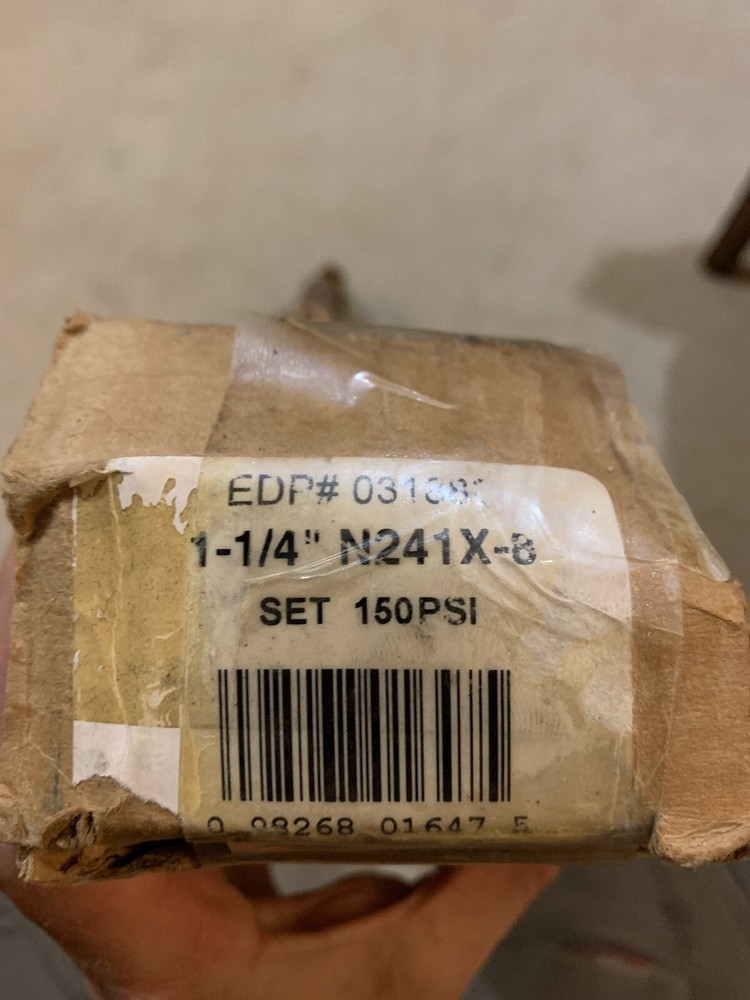 EDP#
1-1/4" N241X-8
SET 150PSI
0 98268 01647 5